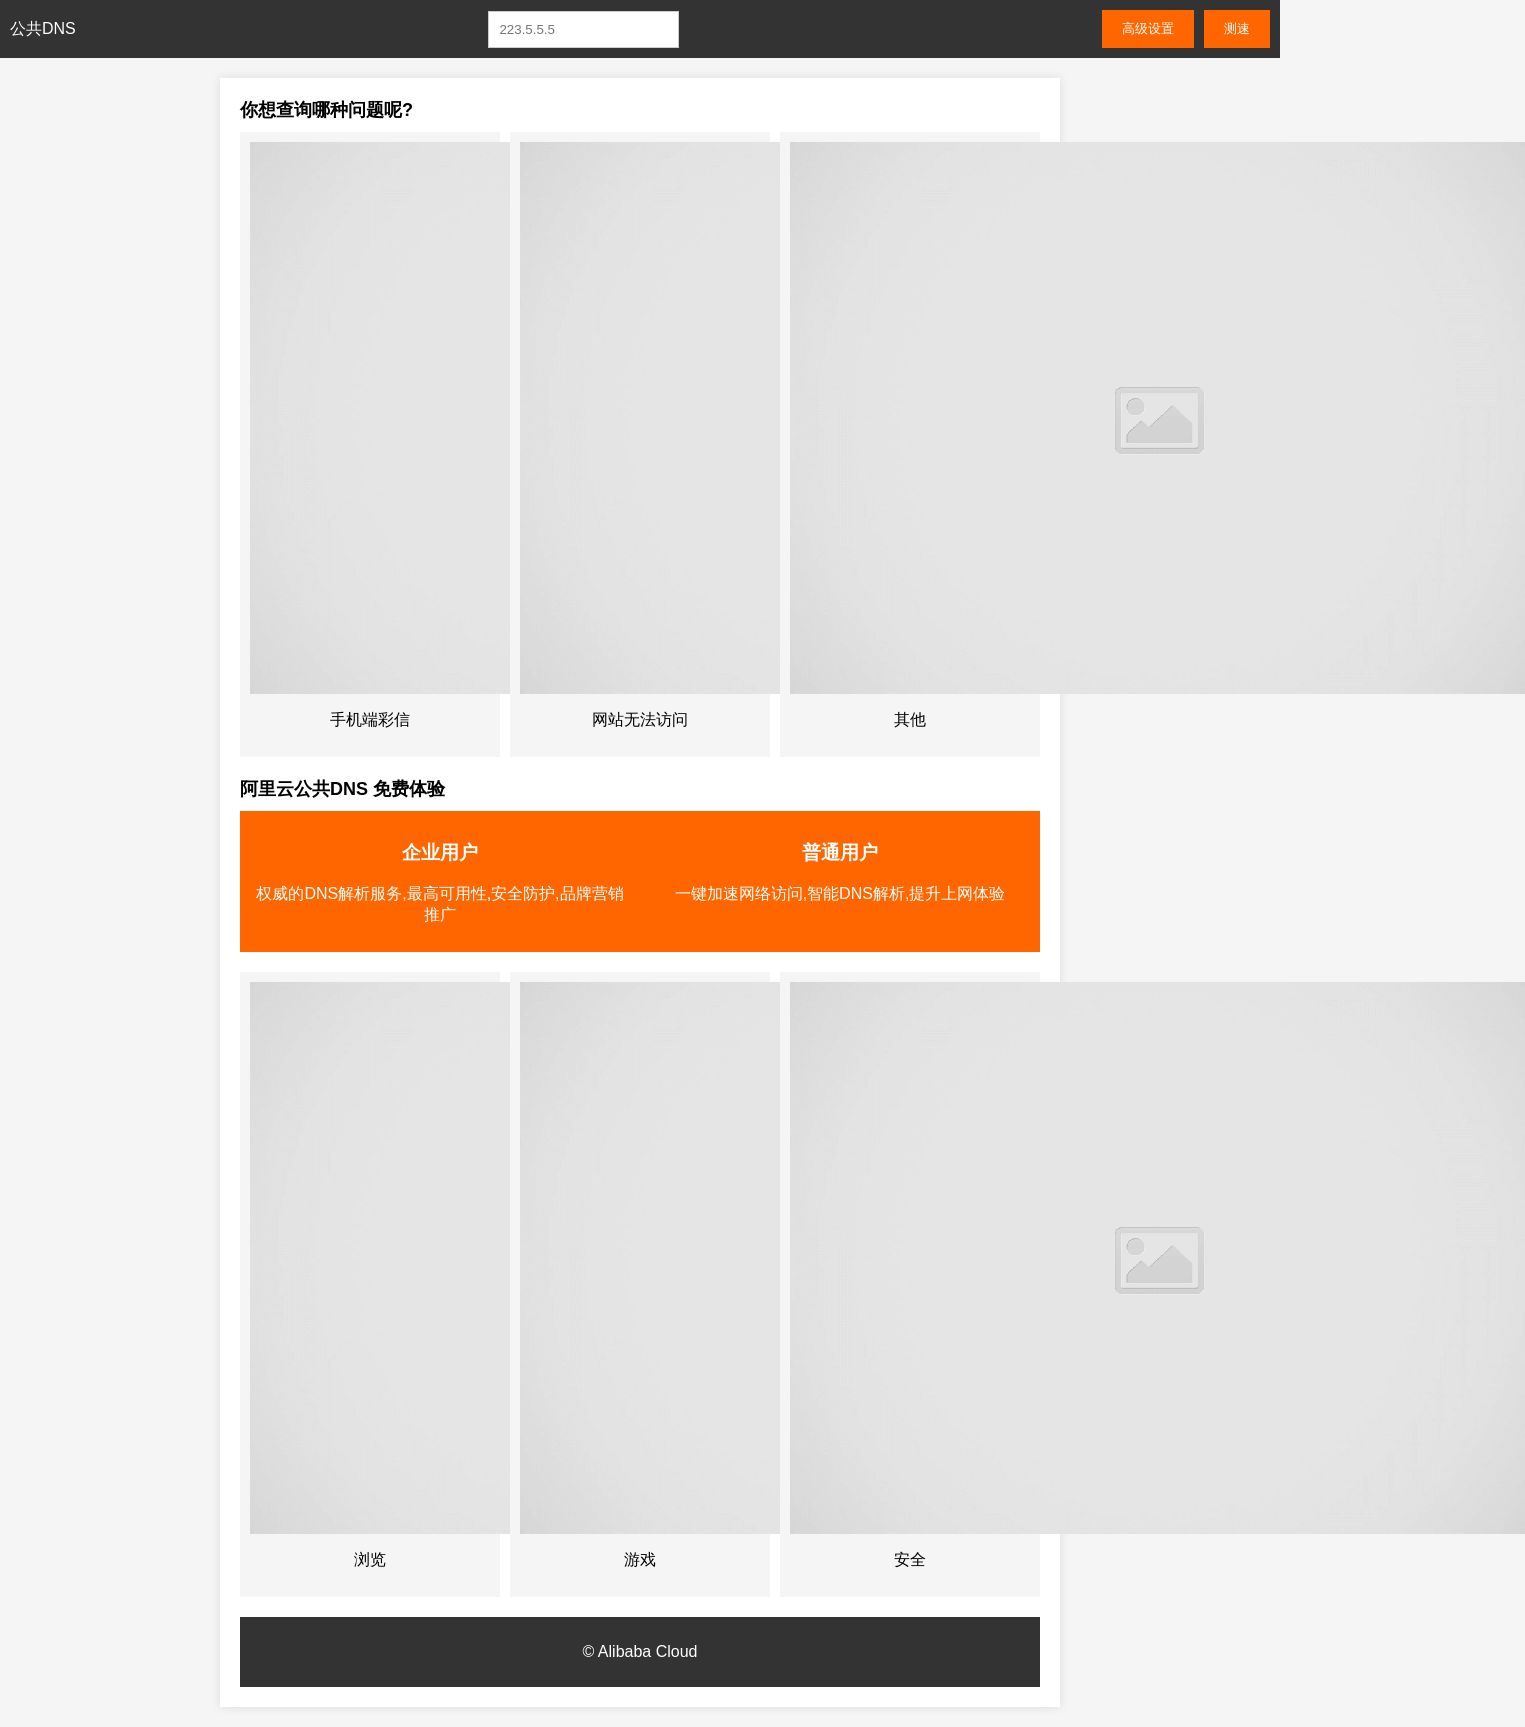 公共DNS
223.5.5.5
高级设置
测速
你想查询哪种问题呢?
手机端彩信
网站无法访问
其他
阿里云公共DNS 免费体验
企业用户
权威的DNS解析服务,最高可用性,安全防护,品牌营销
推广
普通用户
一键加速网络访问,智能DNS解析,提升上网体验
浏览
游戏
安全
© Alibaba Cloud